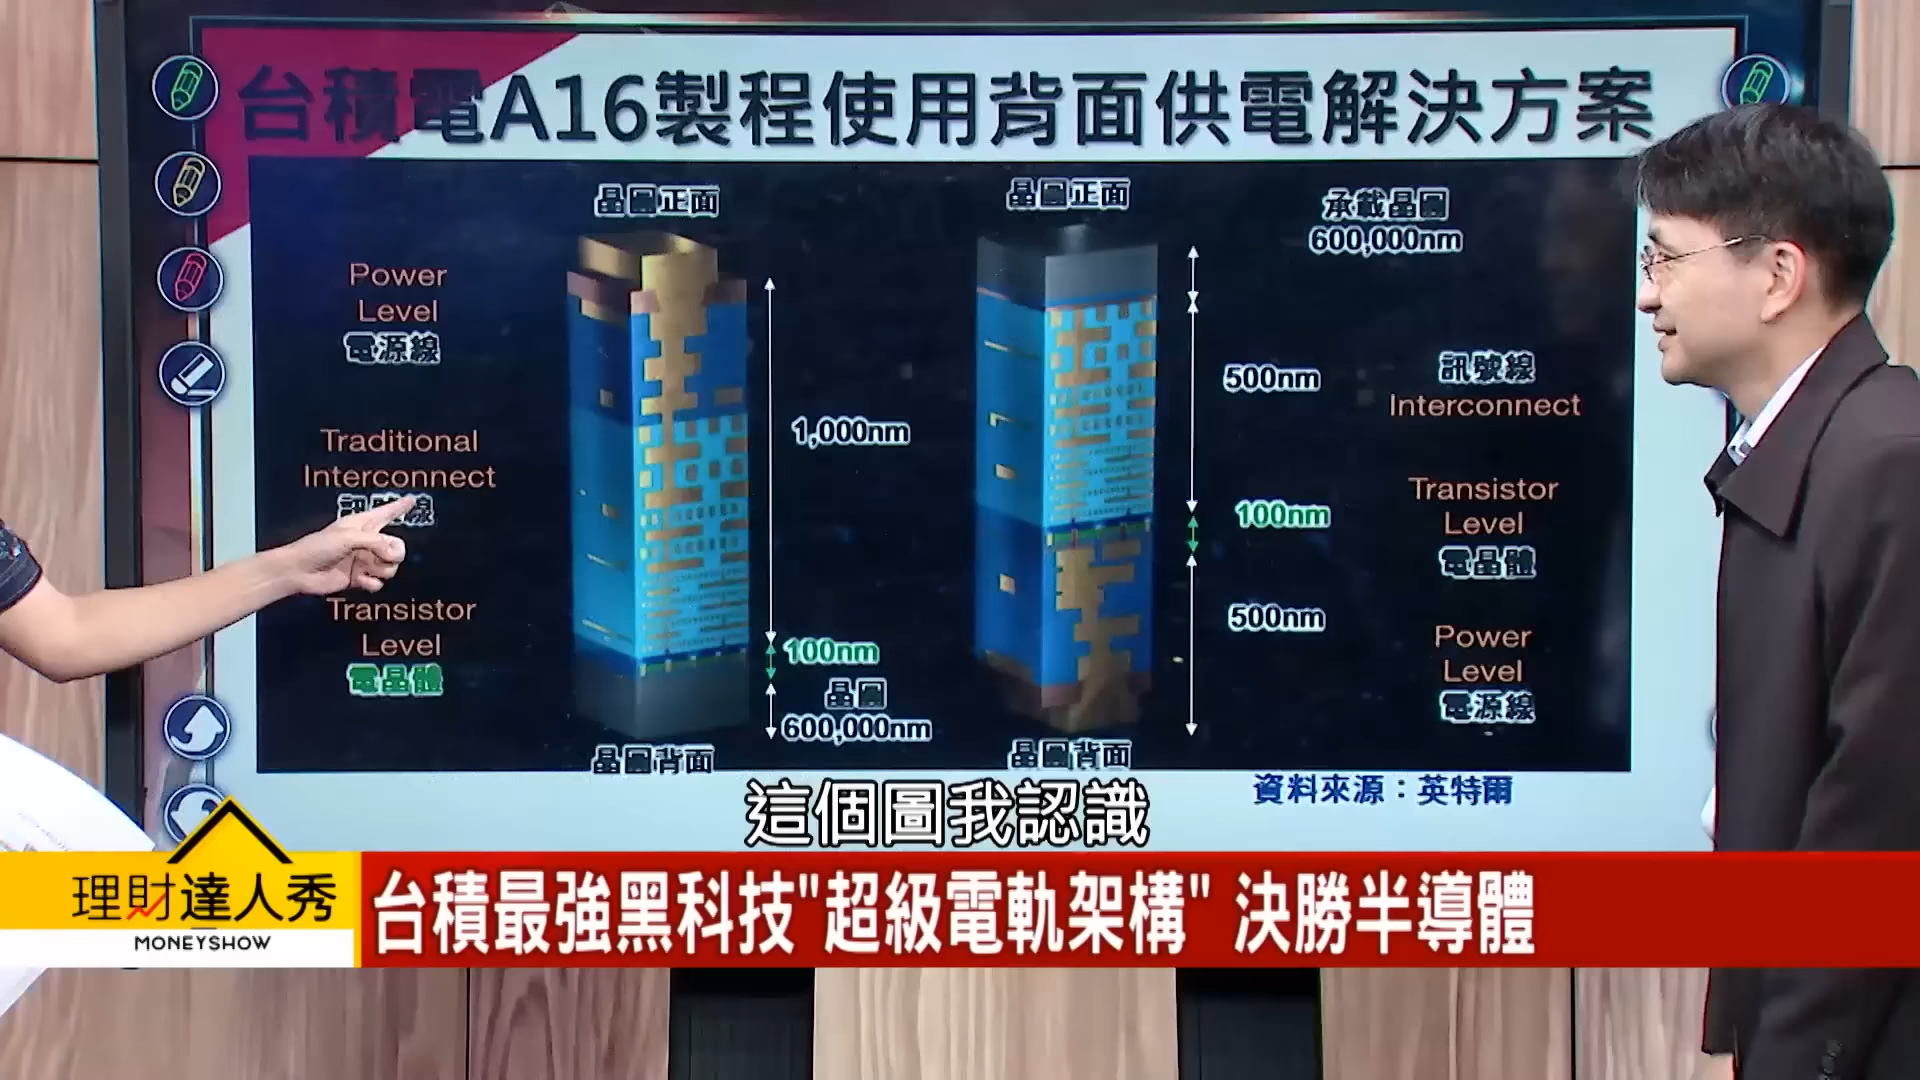 台積電A16製程使用背面供電解決方案
晶圓正面
晶圓正面
承載晶圓
600,000nm
Power
Level
電源線
1,000nm
500nm
訊號線
Interconnect
Traditional
Interconnect
訊號線
100nm
Transistor
Level
電晶體
Transistor
Level
電晶體
100nm
晶圓
600,000nm
500nm
Power
Level
電源線
晶圓背面
晶圓背面
資料來源：英特爾
這個圖我認識
理財達人秀
MONEYSHOW
台積最強黑科技"超級電軌架構" 決勝半導體